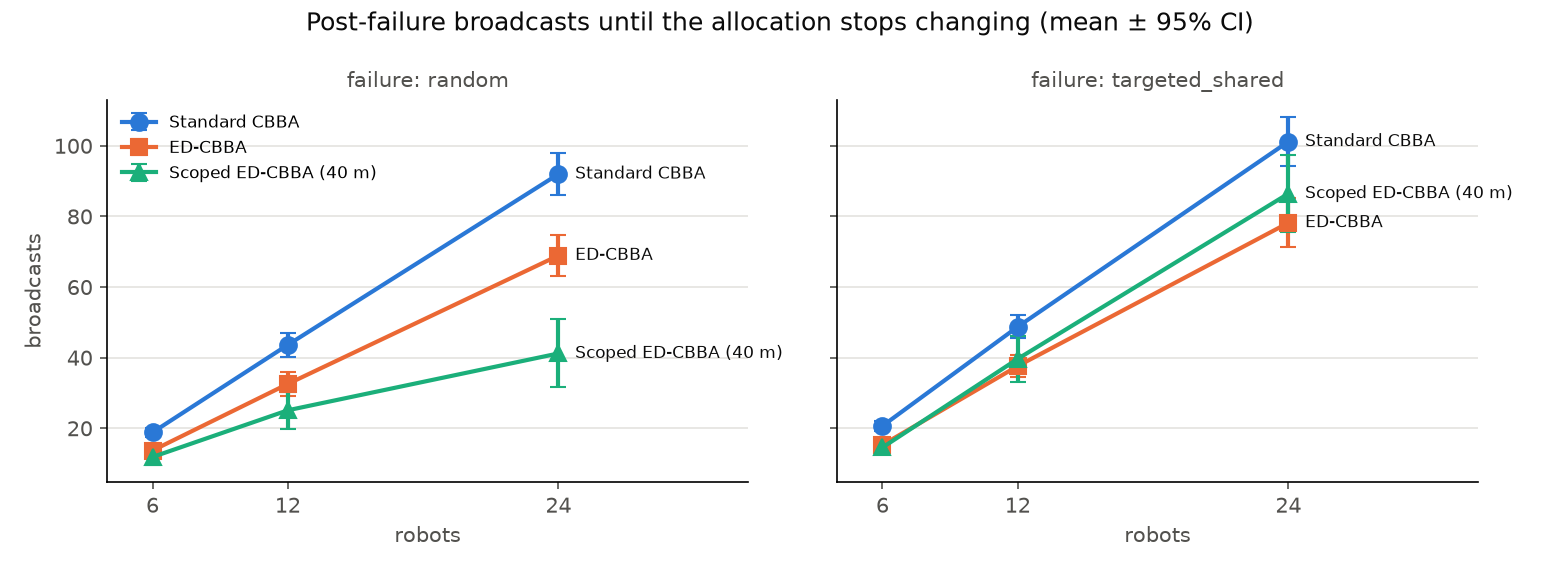 Post-failure broadcasts until the allocation stops changing (mean ± 95% CI)
failure: random
Standard CBBA
ED-CBBA
Scoped ED-CBBA (40 m)
100
80
60
40
20
broadcasts
Standard CBBA
ED-CBBA
Scoped ED-CBBA (40 m)
6
12
24
robots
failure: targeted_shared
Standard CBBA
Scoped ED-CBBA (40 m)
ED-CBBA
6
12
24
robots